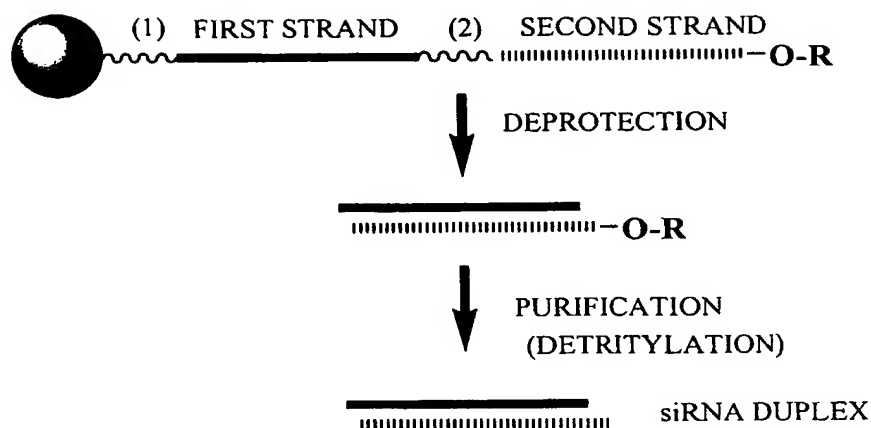 (1) FIRST STRAND (2) SECOND STRAND
O-R
DEPROTECTION
O-R
PURIFICATION
(DETRITYLATION)
siRNA DUPLEX